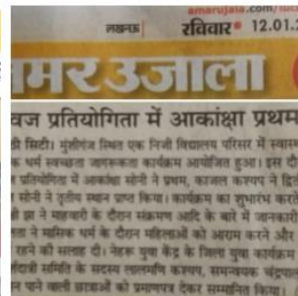 amarujala.com
लखनऊ
रविवार 12.01.2
अमर उजाला
प्रतियोगिता में आकांक्षा प्रथम
सिटी। मुंशीगंज स्थित एक निजी विद्यालय परिसर में
धर्म स्वच्छता जागरूकता कार्यक्रम आयोजित हुआ। इस
प्रतियोगिता में आकांक्षा सोनी ने प्रथम, काजल कश्यप ने
सोनी ने तृतीय स्थान प्राप्त किया। कार्यक्रम का शुभारंभ करते
झा ने माहवारी के दौरान संक्रमण आदि के बारे में जानकारी
ने मासिक धर्म के दौरान महिलाओं को आराम करने और
रहने की सलाह दी। नेहरू युवा केंद्र के जिला युवा कार्यक्रम
समिति के सदस्य लालमणि कश्यप, समन्वयक चंद्रपाल
पाने वाली छात्राओं को प्रमाणपत्र देकर सम्मानित किया।